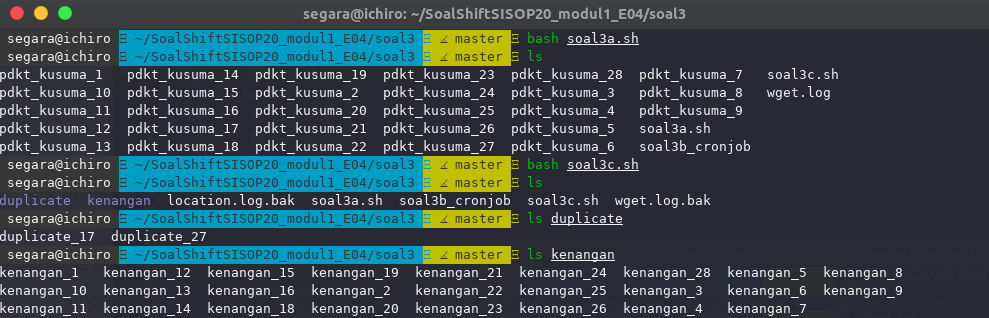 segara@ichiro: ~/SoalShiftSISOP20_modul1_E04/soal3
segara@ichiro Ξ ~/SoalShiftSISOP20_modul1_E04/soal3 Ξ ∡ master Ξ bash soal3a.sh
segara@ichiro Ξ ~/SoalShiftSISOP20_modul1_E04/soal3 Ξ ∡ master Ξ ls
pdkt_kusuma_1 pdkt_kusuma_14 pdkt_kusuma_19 pdkt_kusuma_23 pdkt_kusuma_28 pdkt_kusuma_7 soal3c.sh
pdkt_kusuma_10 pdkt_kusuma_15 pdkt_kusuma_2 pdkt_kusuma_24 pdkt_kusuma_3 pdkt_kusuma_8 wget.log
pdkt_kusuma_11 pdkt_kusuma_16 pdkt_kusuma_20 pdkt_kusuma_25 pdkt_kusuma_4 pdkt_kusuma_9
pdkt_kusuma_12 pdkt_kusuma_17 pdkt_kusuma_21 pdkt_kusuma_26 pdkt_kusuma_5 soal3a.sh
pdkt_kusuma_13 pdkt_kusuma_18 pdkt_kusuma_22 pdkt_kusuma_27 pdkt_kusuma_6 soal3b_cronjob
segara@ichiro Ξ ~/SoalShiftSISOP20_modul1_E04/soal3 Ξ ∡ master Ξ bash soal3c.sh
segara@ichiro Ξ ~/SoalShiftSISOP20_modul1_E04/soal3 Ξ ∡ master Ξ ls
duplicate kenangan location.log.bak soal3a.sh soal3b_cronjob soal3c.sh wget.log.bak
segara@ichiro Ξ ~/SoalShiftSISOP20_modul1_E04/soal3 Ξ ∡ master Ξ ls duplicate
duplicate_17 duplicate_27
segara@ichiro Ξ ~/SoalShiftSISOP20_modul1_E04/soal3 Ξ ∡ master Ξ ls kenangan
kenangan_1 kenangan_12 kenangan_15 kenangan_19 kenangan_21 kenangan_24 kenangan_28 kenangan_5 kenangan_8
kenangan_10 kenangan_13 kenangan_16 kenangan_2 kenangan_22 kenangan_25 kenangan_3 kenangan_6 kenangan_9
kenangan_11 kenangan_14 kenangan_18 kenangan_20 kenangan_23 kenangan_26 kenangan_4 kenangan_7